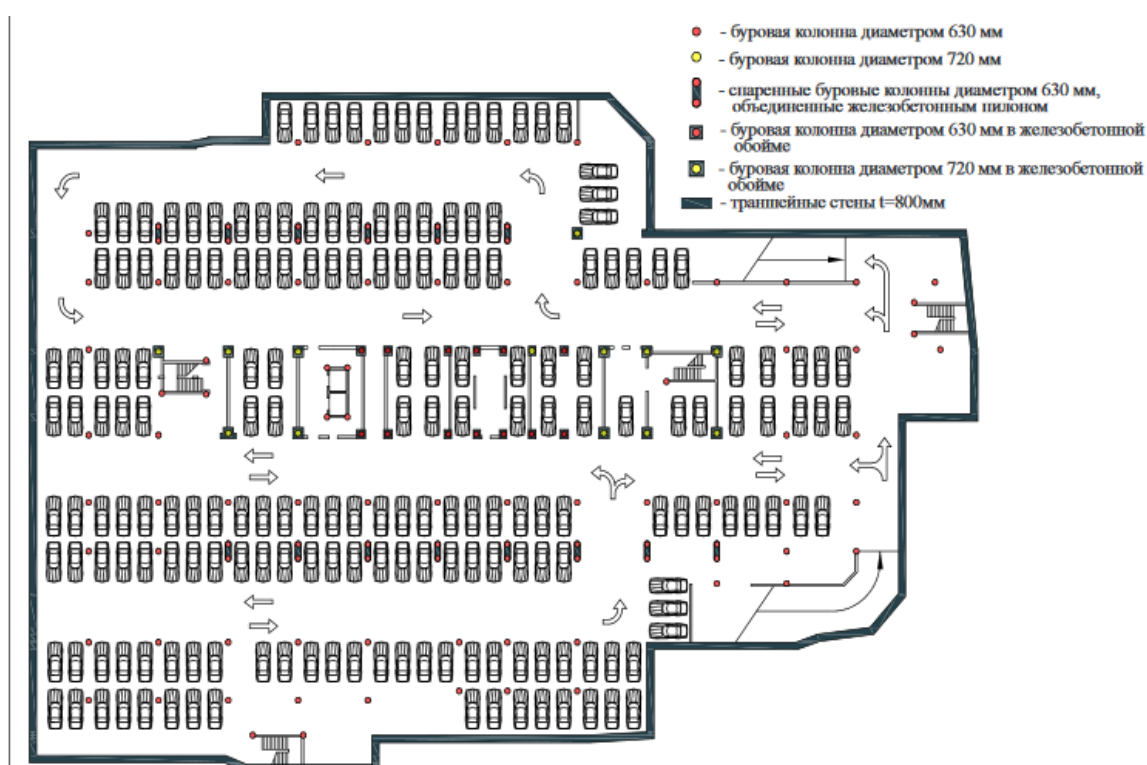 - буровая колонна диаметром 630 мм
- буровая колонна диаметром 720 мм
- спаренные буровые колонны диаметром 630 мм,
объединенные железобетонным пилоном
- буровая колонна диаметром 630 мм в железобетонной
обойме
- буровая колонна диаметром 720 мм в железобетонной
обойме
- траншейные стены t=800мм